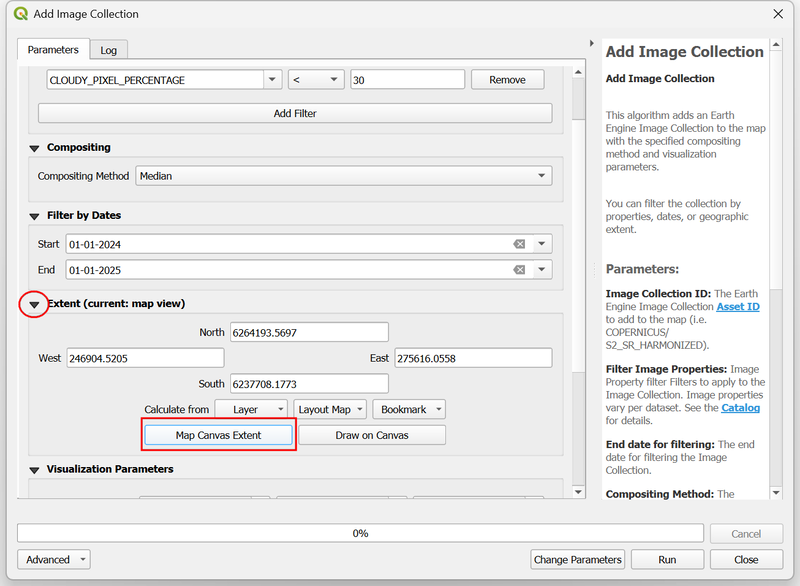 Add Image Collection
Parameters
Log
CLOUDY_PIXEL_PERCENTAGE
<
30
Remove
Add Filter
Compositing
Compositing Method
Median
Filter by Dates
Start
01-01-2024
End
01-01-2025
Extent (current: map view)
North
6264193.5697
West
246904.5205
East
275616.0558
South
6237708.1773
Calculate from
Layer
Layout Map
Bookmark
Map Canvas Extent
Draw on Canvas
Visualization Parameters
Add Image Collection
Add Image Collection
This algorithm adds an Earth
Engine Image Collection to the map
with the specified compositing
method and visualization
parameters.
You can filter the collection by
properties, dates, or geographic
extent.
Parameters:
Image Collection ID: The Earth
Engine Image Collection Asset ID
to add to the map (i.e.
COPERNICUS/
S2_SR_HARMONIZED).
Filter Image Properties: Image
Property filter Filters to apply to the
Image Collection. Image properties
vary per dataset. See the Catalog
for details.
End date for filtering: The end
date for filtering the Image
Collection.
Compositing Method: The
0%
Cancel
Advanced
Change Parameters
Run
Close